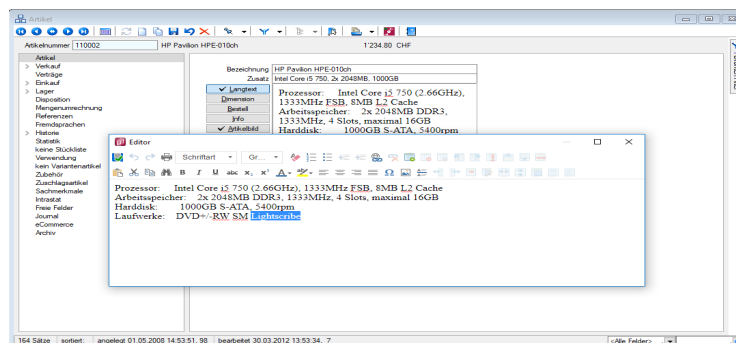 Artikel
Artikelnummer 110002 HP Pavilion HPE-010ch 1'234.80 CHF
Artikel
Verkauf
Verträge
Einkauf
Lager
Disposition
Mengenumrechnung
Referenzen
Fremdsprachen
Historie
Statistik
keine Stückliste
Verwendung
kein Variantenartikel
Zubehör
Zuschlagsartikel
Sachmerkmale
Intrastat
Freie Felder
Journal
eCommerce
Archiv
Bezeichnung HP Pavilion HPE-010ch
Zusatz Intel Core i5 750, 2x 2048MB, 1000GB
Langtext
Dimension
Bestell
Info
Artikelbild
Prozessor: Intel Core i5 750 (2.66GHz),
1333MHz FSB, 8MB L2 Cache
Arbeitsspeicher: 2x 2048MB DDR3,
1333MHz, 4 Slots, maximal 16GB
Harddisk: 1000GB S-ATA, 5400rpm
Editor
Schriftart Gr...
B I U abc x, x'
Prozessor: Intel Core i5 750 (2.66GHz), 1333MHz FSB, 8MB L2 Cache
Arbeitsspeicher: 2x 2048MB DDR3, 1333MHz, 4 Slots, maximal 16GB
Harddisk: 1000GB S-ATA, 5400rpm
Laufwerke: DVD+/-RW SM Lightscribe
164 Sätze sortiert: angelegt 01.05.2008 14:53:51, 98 bearbeitet 30.03.2012 13:53:34, 7 <Alle Felder>